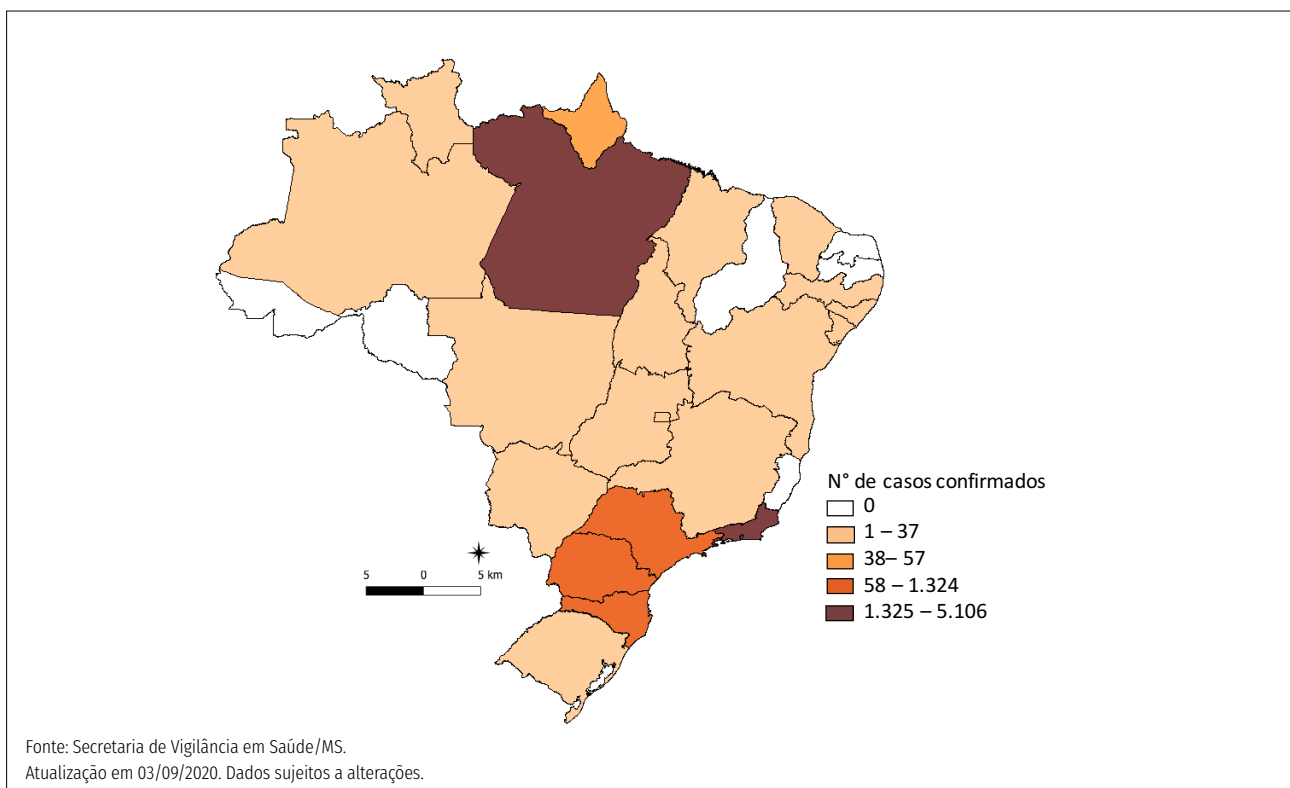 N° de casos confirmados
0
1 – 37
38– 57
58 – 1.324
1.325 – 5.106
5 0 5 km
Fonte: Secretaria de Vigilância em Saúde/MS.
Atualização em 03/09/2020. Dados sujeitos a alterações.